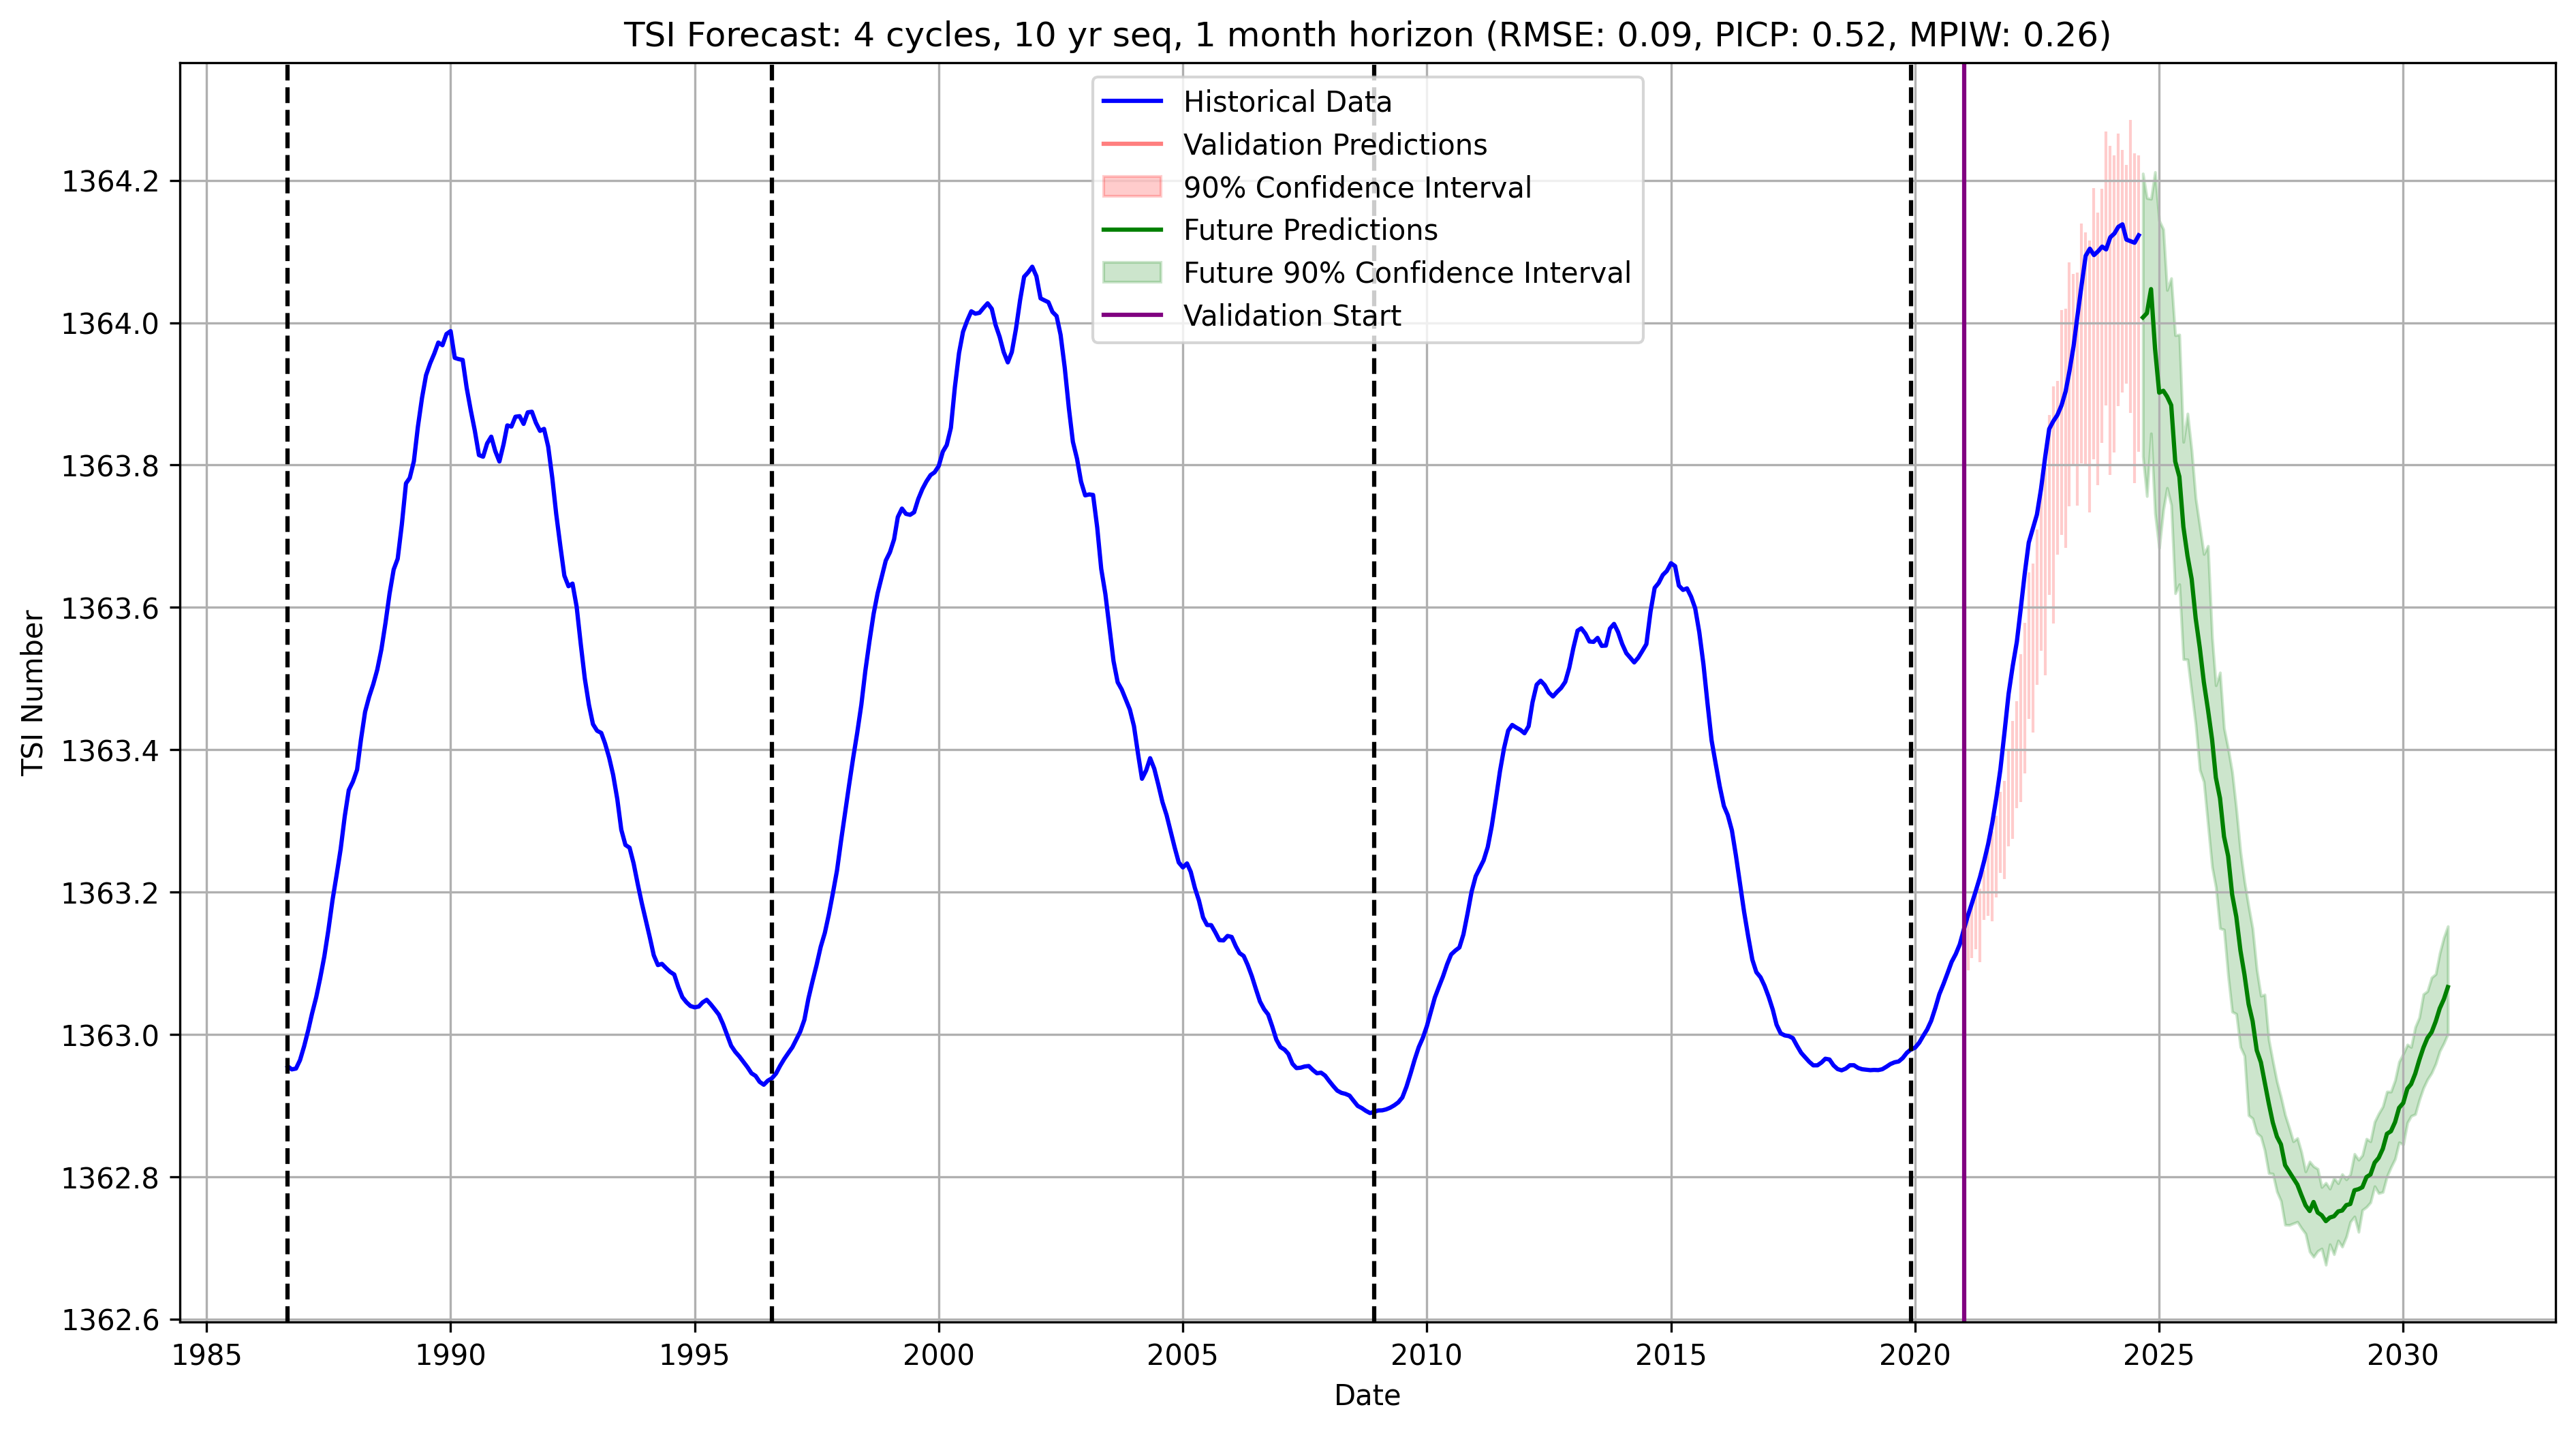 TSI Forecast: 4 cycles, 10 yr seq, 1 month horizon (RMSE: 0.09, PICP: 0.52, MPIW: 0.26)
Historical Data
Validation Predictions
90% Confidence Interval
Future Predictions
Future 90% Confidence Interval
Validation Start
TSI Number
1364.2
1364.0
1363.8
1363.6
1363.4
1363.2
1363.0
1362.8
1362.6
1985 1990 1995 2000 2005 2010 2015 2020 2025 2030
Date